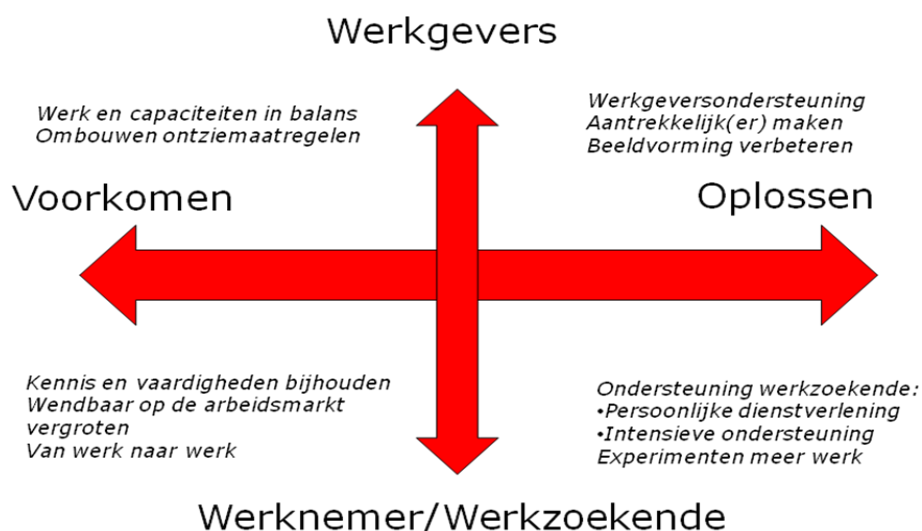 Werkgevers
Werk en capaciteiten in balans
Ombouwen ontziemaatregelen
Werkgeversondersteuning
Aantrekkelijk(er) maken
Beeldvorming verbeteren
Voorkomen
Oplossen
Kennis en vaardigheden bijhouden
Wendbaar op de arbeidsmarkt
vergroten
Van werk naar werk
Ondersteuning werkzoekende:
•Persoonlijke dienstverlening
•Intensieve ondersteuning
Experimenten meer werk
Werknemer/Werkzoekende